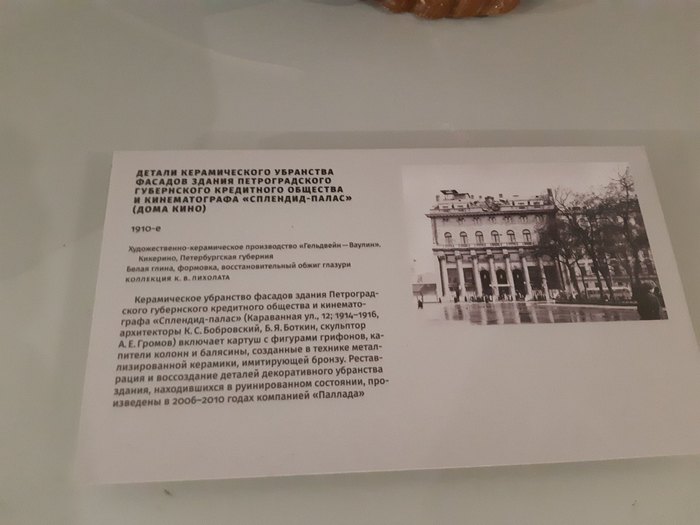 ДЕТАЛИ КЕРАМИЧЕСКОГО УБРАНСТВА
ФАСАДОВ ЗДАНИЯ ПЕТРОГРАДСКОГО
ГУБЕРНСКОГО КРЕДИТНОГО ОБЩЕСТВА
И КИНЕМАТОГРАФА «СПЛЕНДИД-ПАЛАС»
(ДОМА КИНО)
1910-е
Художественно-керамическое производство «Гельдвейн—Ваулин».
Кикерино, Петербургская губерния
Белая глина, формовка, восстановительный обжиг глазури
КОЛЛЕКЦИЯ К. В. ЛИХОЛАТА
Керамическое убранство фасадов здания Петроград-
ского губернского кредитного общества и кинемато-
графа «Сплендид-палас» (Караванная ул., 12; 1914–1916,
архитекторы К. С. Бобровский, Б. Я. Боткин, скульптор
А. Е. Громов) включает картуш с фигурами грифонов, ка-
пители колонн и балясины, созданные в технике метал-
лизированной керамики, имитирующей бронзу. Рестав-
рация и воссоздание деталей декоративного убранства
здания, находившихся в руинированном состоянии, про-
изведены в 2006–2010 годах компанией «Паллада»